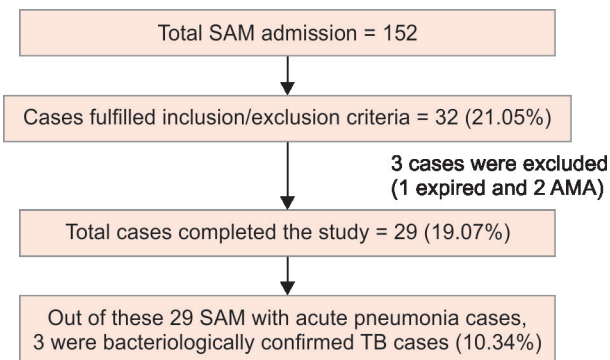 Total SAM admission = 152
Cases fulfilled inclusion/exclusion criteria = 32 (21.05%)
3 cases were excluded
(1 expired and 2 AMA)
Total cases completed the study = 29 (19.07%)
Out of these 29 SAM with acute pneumonia cases,
3 were bacteriologically confirmed TB cases (10.34%)